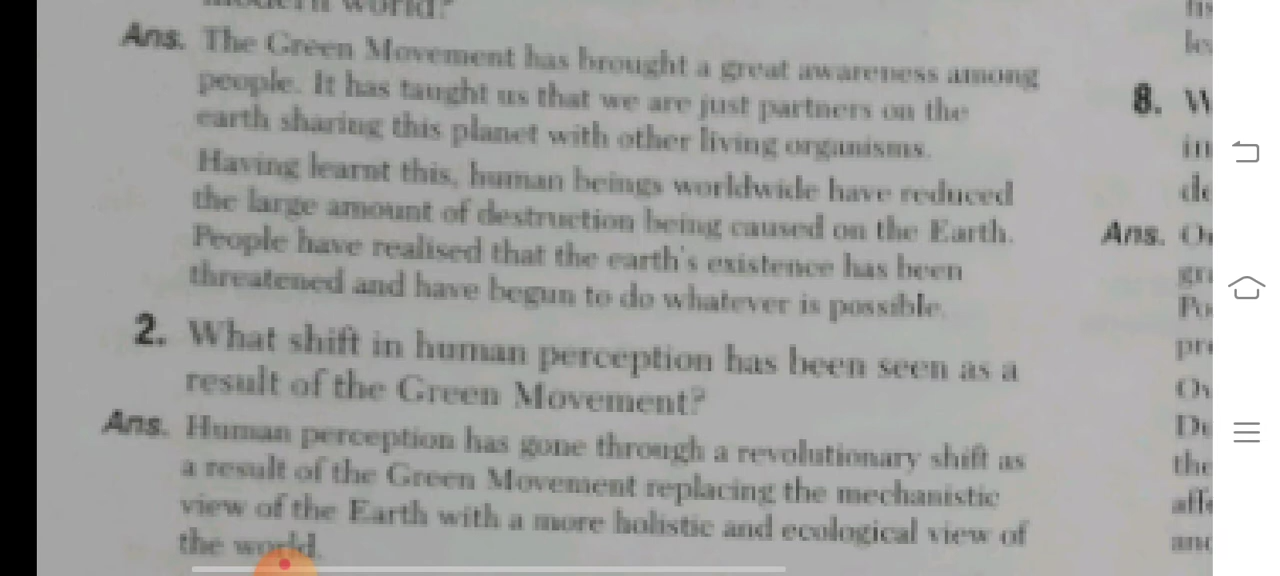 modern world?
Ans. The Green Movement has brought a great awareness among
people. It has taught us that we are just partners on the
earth sharing this planet with other living organisms.
Having learnt this, human beings worldwide have reduced
the large amount of destruction being caused on the Earth.
People have realised that the earth's existence has been
threatened and have begun to do whatever is possible.
2. What shift in human perception has been seen as a
result of the Green Movement?
Ans. Human perception has gone through a revolutionary shift as
a result of the Green Movement replacing the mechanistic
view of the Earth with a more holistic and ecological view of
the world.
8.
in
Ans.
the